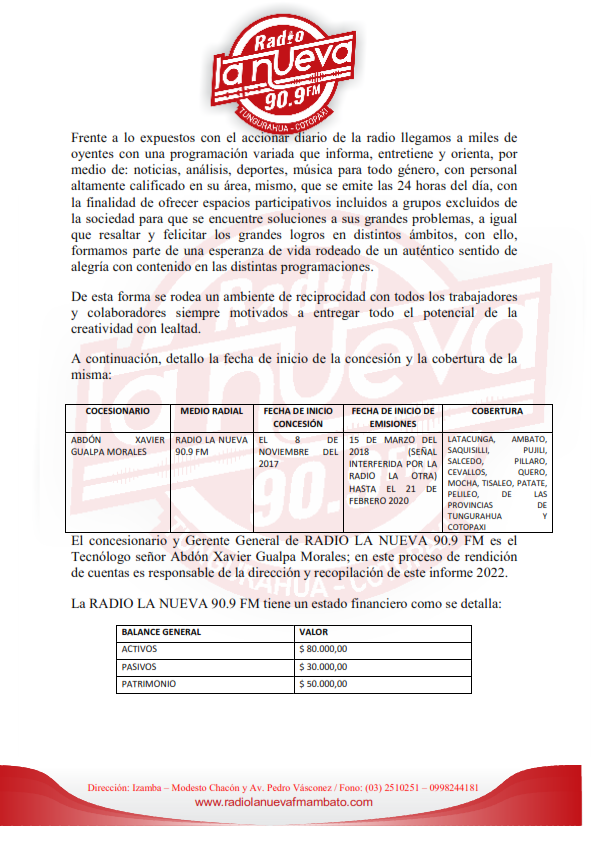 Radio
la nueva
90.9 FM
TUNGURAHUA - COTOPAXI
Frente a lo expuestos con el accionar diario de la radio llegamos a miles de
oyentes con una programación variada que informa, entretiene y orienta, por
medio de: noticias, análisis, deportes, música para todo género, con personal
altamente calificado en su área, mismo, que se emite las 24 horas del día, con
la finalidad de ofrecer espacios participativos incluidos a grupos excluidos de
la sociedad para que se encuentre soluciones a sus grandes problemas, a igual
que resaltar y felicitar los grandes logros en distintos ámbitos, con ello,
formamos parte de una esperanza de vida rodeado de un auténtico sentido de
alegría con contenido en las distintas programaciones.
De esta forma se rodea un ambiente de reciprocidad con todos los trabajadores
y colaboradores siempre motivados a entregar todo el potencial de la
creatividad con lealtad.
A continuación, detallo la fecha de inicio de la concesión y la cobertura de la
misma:
COCESIONARIO
MEDIO RADIAL
FECHA DE INICIO
CONCESIÓN
FECHA DE INICIO DE
EMISIONES
COBERTURA
ABDÓN XAVIER
GUALPA MORALES
RADIO LA NUEVA
90.9 FM
EL 8 DE
NOVIEMBRE DEL
2017
15 DE MARZO DEL
2018 (SEÑAL
INTERFERIDA POR LA
RADIO LA OTRA)
HASTA EL 21 DE
FEBRERO 2020
LATACUNGA, AMBATO,
SAQUISILLI, PUJILI,
SALCEDO, PILLARO,
CEVALLOS, QUERO,
MOCHA, TISALEO, PATATE,
PELILEO, DE LAS
PROVINCIAS DE
TUNGURAHUA Y
COTOPAXI
El concesionario y Gerente General de RADIO LA NUEVA 90.9 FM es el
Tecnólogo señor Abdón Xavier Gualpa Morales; en este proceso de rendición
de cuentas es responsable de la dirección y recopilación de este informe 2022.
La RADIO LA NUEVA 90.9 FM tiene un estado financiero como se detalla:
BALANCE GENERAL VALOR
ACTIVOS $ 80.000,00
PASIVOS $ 30.000,00
PATRIMONIO $ 50.000,00
Dirección: Izamba – Modesto Chacón y Av. Pedro Vásconez / Fono: (03) 2510251 – 0998244181
www.radiolanuevafmambato.com